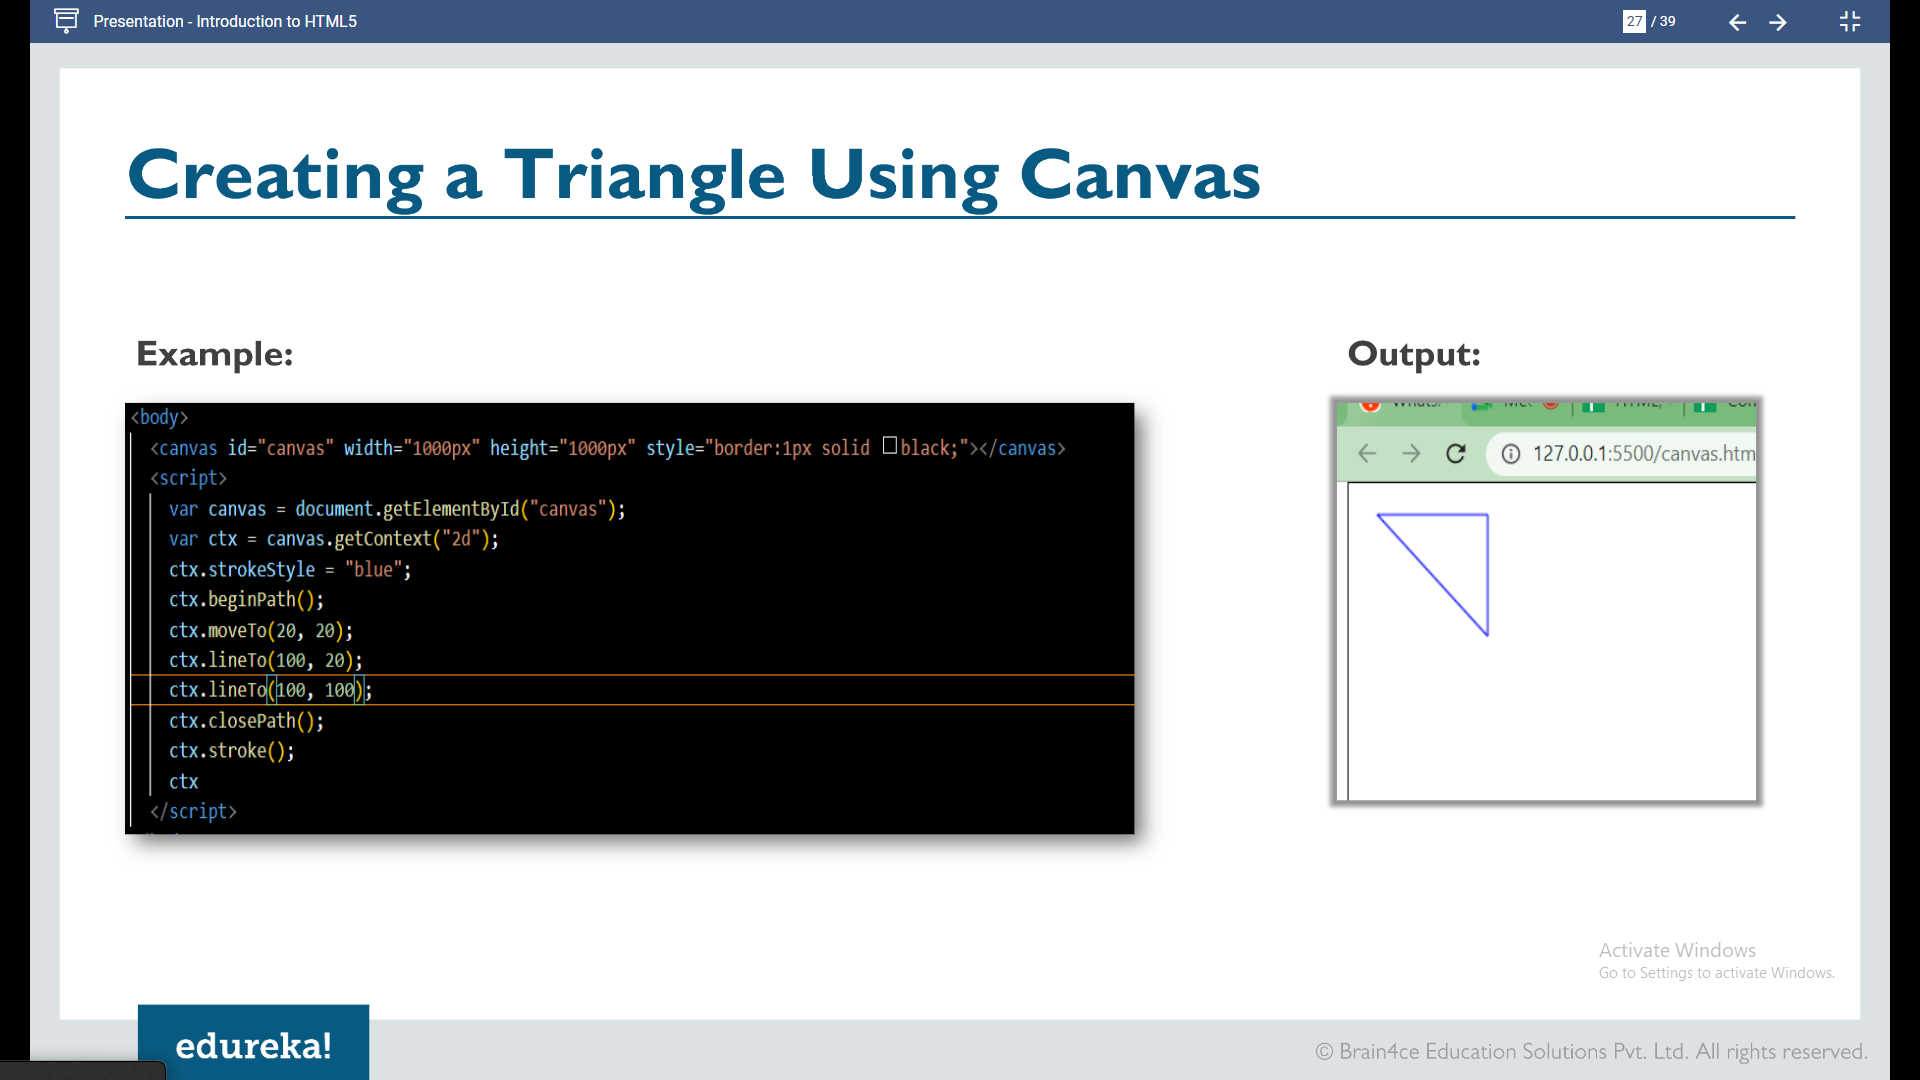 Presentation - Introduction to HTML5
27 / 39
Creating a Triangle Using Canvas
Example:
Output:
<body>
<canvas id="canvas" width="1000px" height="1000px" style="border:1px solid black;"></canvas>
<script>
var canvas = document.getElementById("canvas");
var ctx = canvas.getContext("2d");
ctx.strokeStyle = "blue";
ctx.beginPath();
ctx.moveTo(20, 20);
ctx.lineTo(100, 20);
ctx.lineTo(100, 100);
ctx.closePath();
ctx.stroke();
ctx
</script>
127.0.0.1:5500/canvas.htm
Activate Windows
Go to Settings to activate Windows.
edureka!
© Brain4ce Education Solutions Pvt. Ltd. All rights reserved.